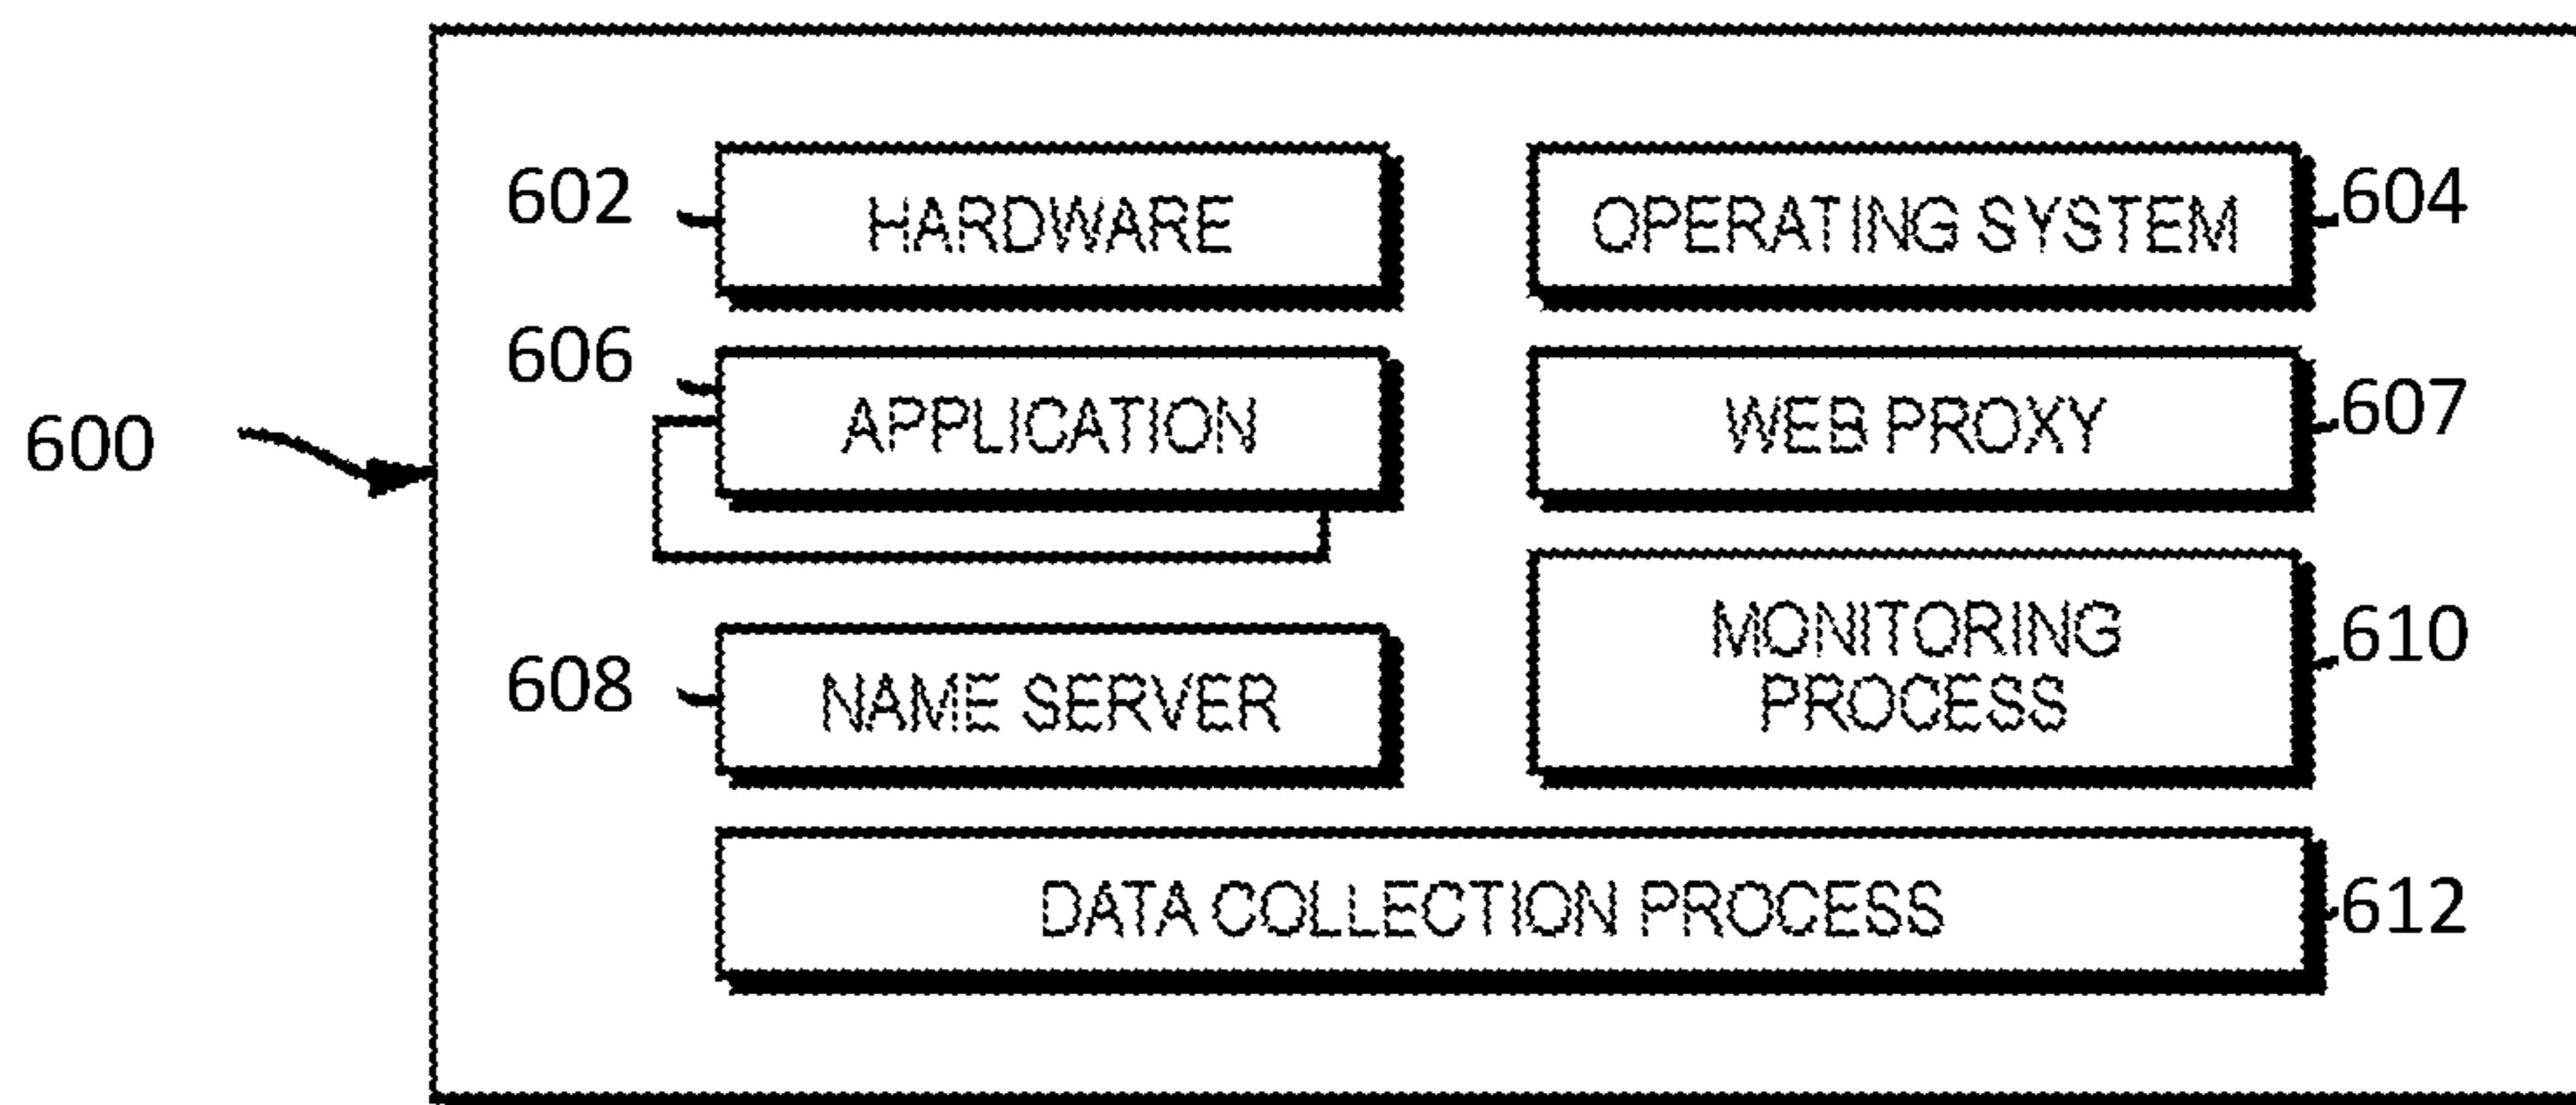 602 HARDWARE OPERATING SYSTEM 604
606 APPLICATION WEB PROXY 607
600
608 NAME SERVER MONITORING PROCESS 610
DATA COLLECTION PROCESS 612